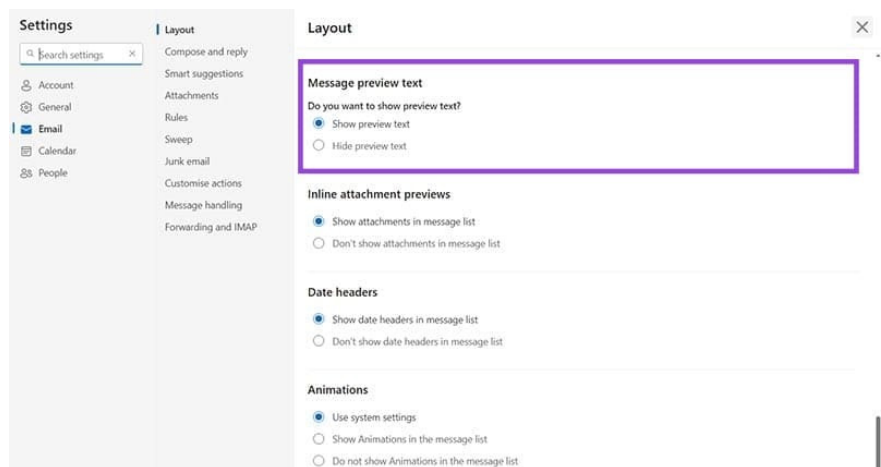 Settings
Search settings
Account
General
Email
Calendar
People
Layout
Compose and reply
Smart suggestions
Attachments
Rules
Sweep
Junk email
Customise actions
Message handling
Forwarding and IMAP
Layout
Message preview text
Do you want to show preview text?
Show preview text
Hide preview text
Inline attachment previews
Show attachments in message list
Don't show attachments in message list
Date headers
Show date headers in message list
Don't show date headers in message list
Animations
Use system settings
Show Animations in the message list
Do not show Animations in the message list